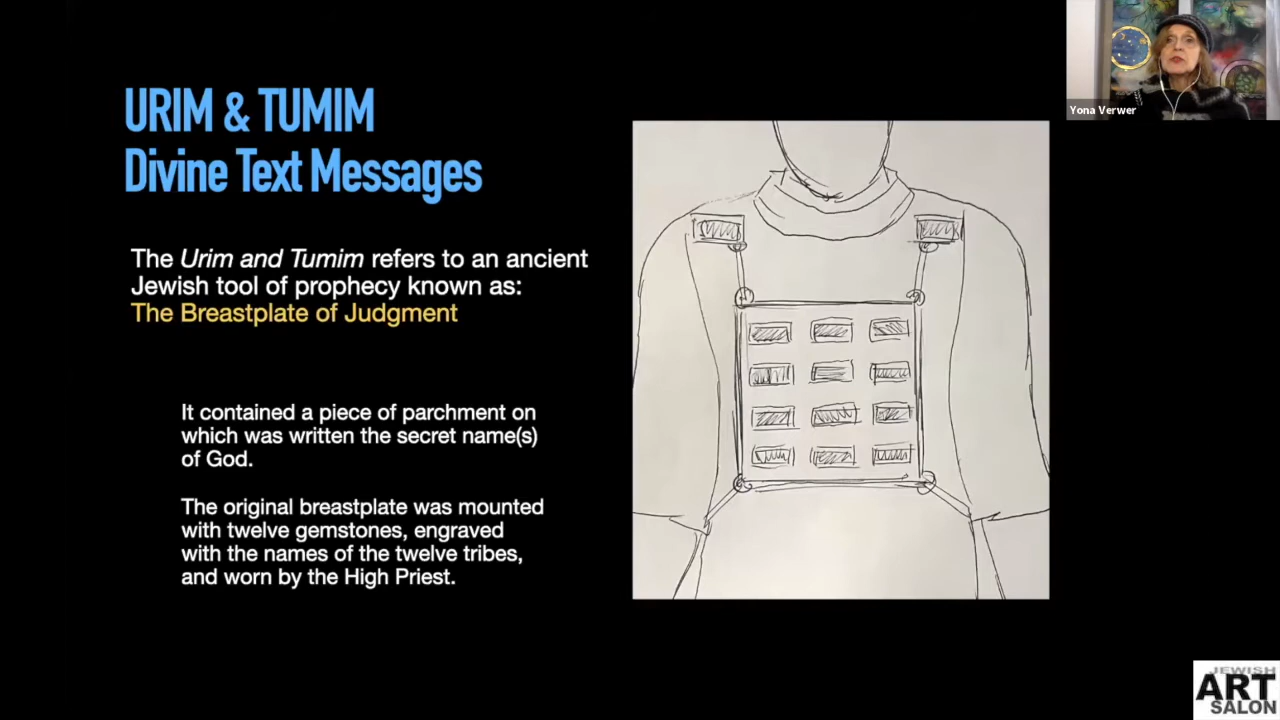 URIM & TUMIM
Divine Text Messages
The Urim and Tumim refers to an ancient
Jewish tool of prophecy known as:
The Breastplate of Judgment
It contained a piece of parchment on
which was written the secret name(s)
of God.
The original breastplate was mounted
with twelve gemstones, engraved
with the names of the twelve tribes,
and worn by the High Priest.
Yona Verwer
JEWISH
ART
SALON